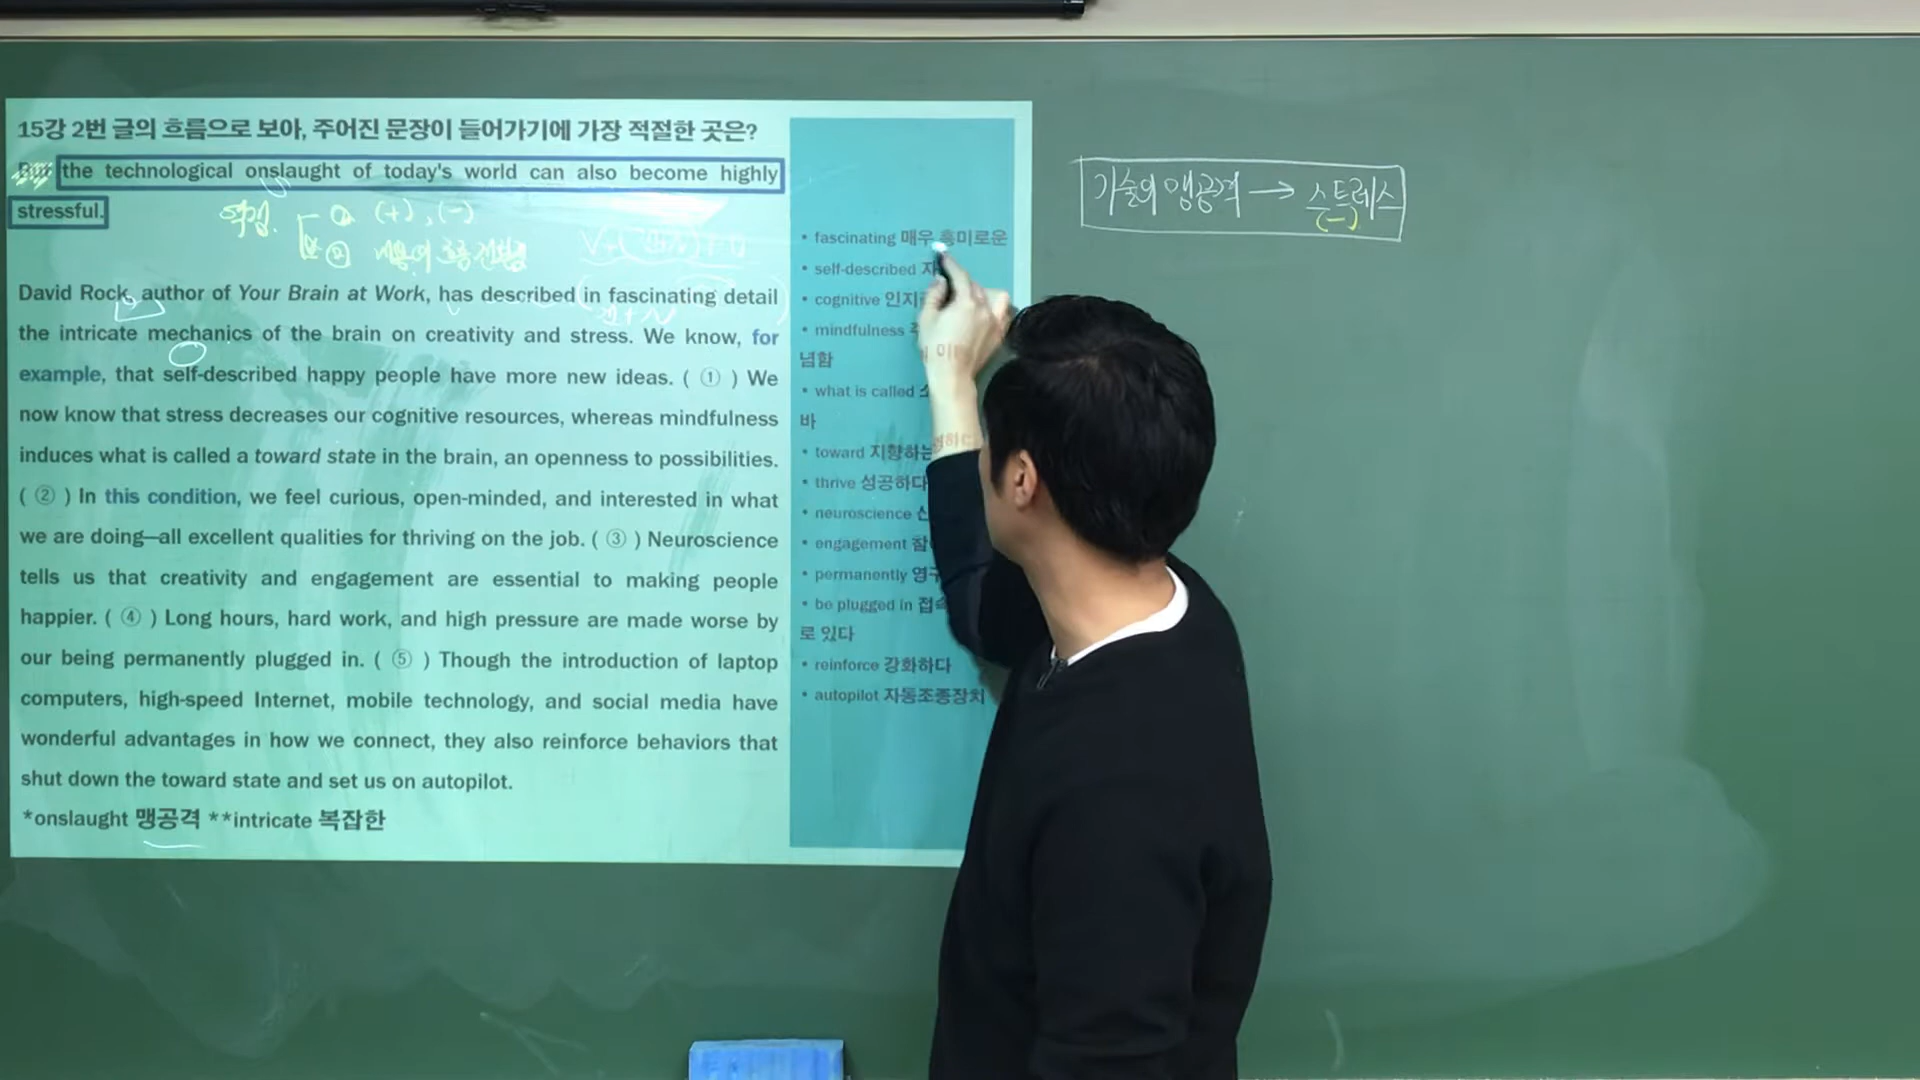 15강 2번 글의 흐름으로 보아, 주어진 문장이 들어가기에 가장 적절한 곳은?
But the technological onslaught of today's world can also become highly
stressful.
역접. ① (+), (-)
② 내용의 흐름 전환
David Rock, author of Your Brain at Work, has described in fascinating detail
the intricate mechanics of the brain on creativity and stress. We know, for
example, that self-described happy people have more new ideas. ( ① ) We
now know that stress decreases our cognitive resources, whereas mindfulness
induces what is called a toward state in the brain, an openness to possibilities.
( ② ) In this condition, we feel curious, open-minded, and interested in what
we are doing—all excellent qualities for thriving on the job. ( ③ ) Neuroscience
tells us that creativity and engagement are essential to making people
happier. ( ④ ) Long hours, hard work, and high pressure are made worse by
our being permanently plugged in. ( ⑤ ) Though the introduction of laptop
computers, high-speed Internet, mobile technology, and social media have
wonderful advantages in how we connect, they also reinforce behaviors that
shut down the toward state and set us on autopilot.
*onslaught 맹공격 **intricate 복잡한
• fascinating 매우 흥미로운
• self-described
• cognitive 인지
• mindfulness
념함
• what is called
바
• toward 지향하는
• thrive 성공하다
• neuroscience
• engagement
• permanently
• be plugged in
로 있다
• reinforce 강화하다
• autopilot 자동조종장치
기술의 맹공격 → 스트레스
(-)